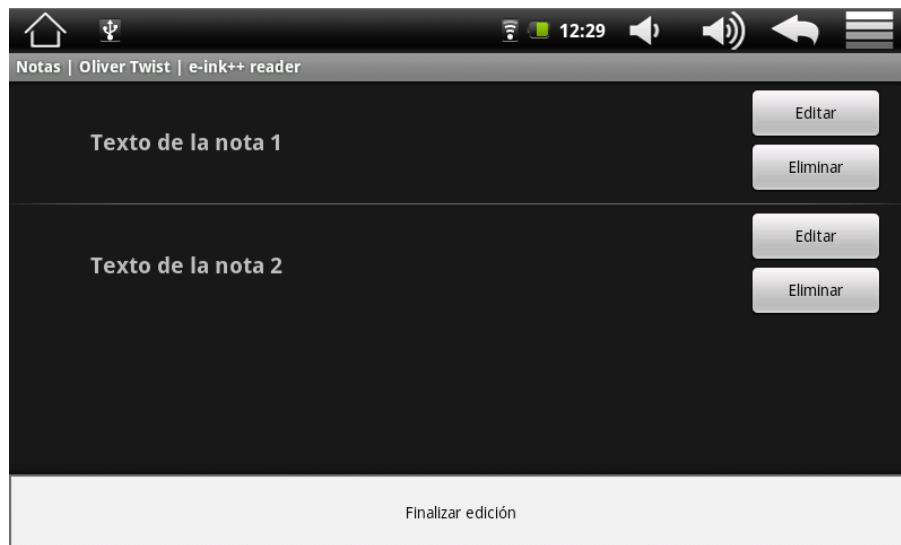 12:29
Notas | Oliver Twist | e-ink++ reader
Texto de la nota 1
Editar
Eliminar
Texto de la nota 2
Editar
Eliminar
Finalizar edición